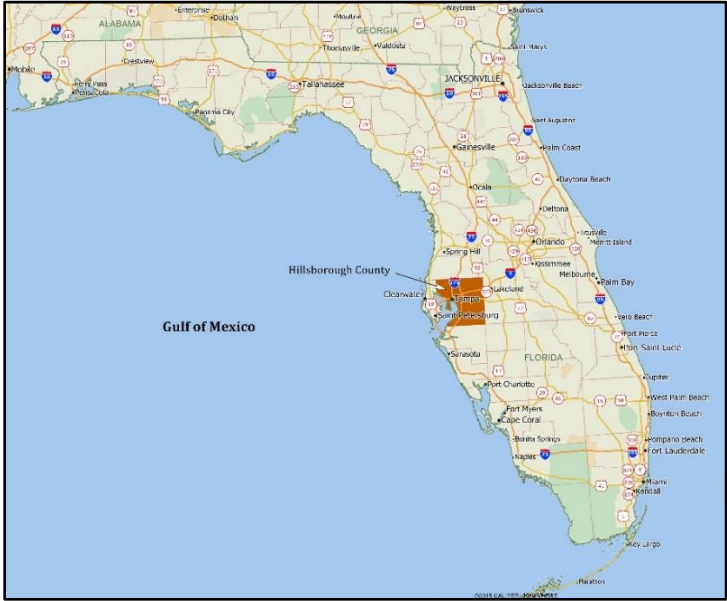 Enterprise
Dothan
ALABAMA
Moultrie
Waycross
Brunswick
GEORGIA
Thomasville
Valdosta
Saint Marys
Mobile
Crestview
Ferry Pass
Pensacola
Tallahassee
JACKSONVILLE
Jacksonville Beach
Panama City
Saint Augustine
Gainesville
Palm Coast
Ocala
Daytona Beach
Deltona
Titusville
Orlando
Merritt Island
Spring Hill
Kissimmee
Hillsborough County
Melbourne
Palm Bay
Lakeland
Clearwater
Tampa
Saint Petersburg
Vero Beach
Gulf of Mexico
Fort Pierce
Port Saint Lucie
Sarasota
FLORIDA
Jupiter
Port Charlotte
West Palm Beach
Fort Myers
Boynton Beach
Cape Coral
Bonita Springs
Pompano Beach
Naples
Fort Lauderdale
Miami
Kendall
Key Largo
Marathon